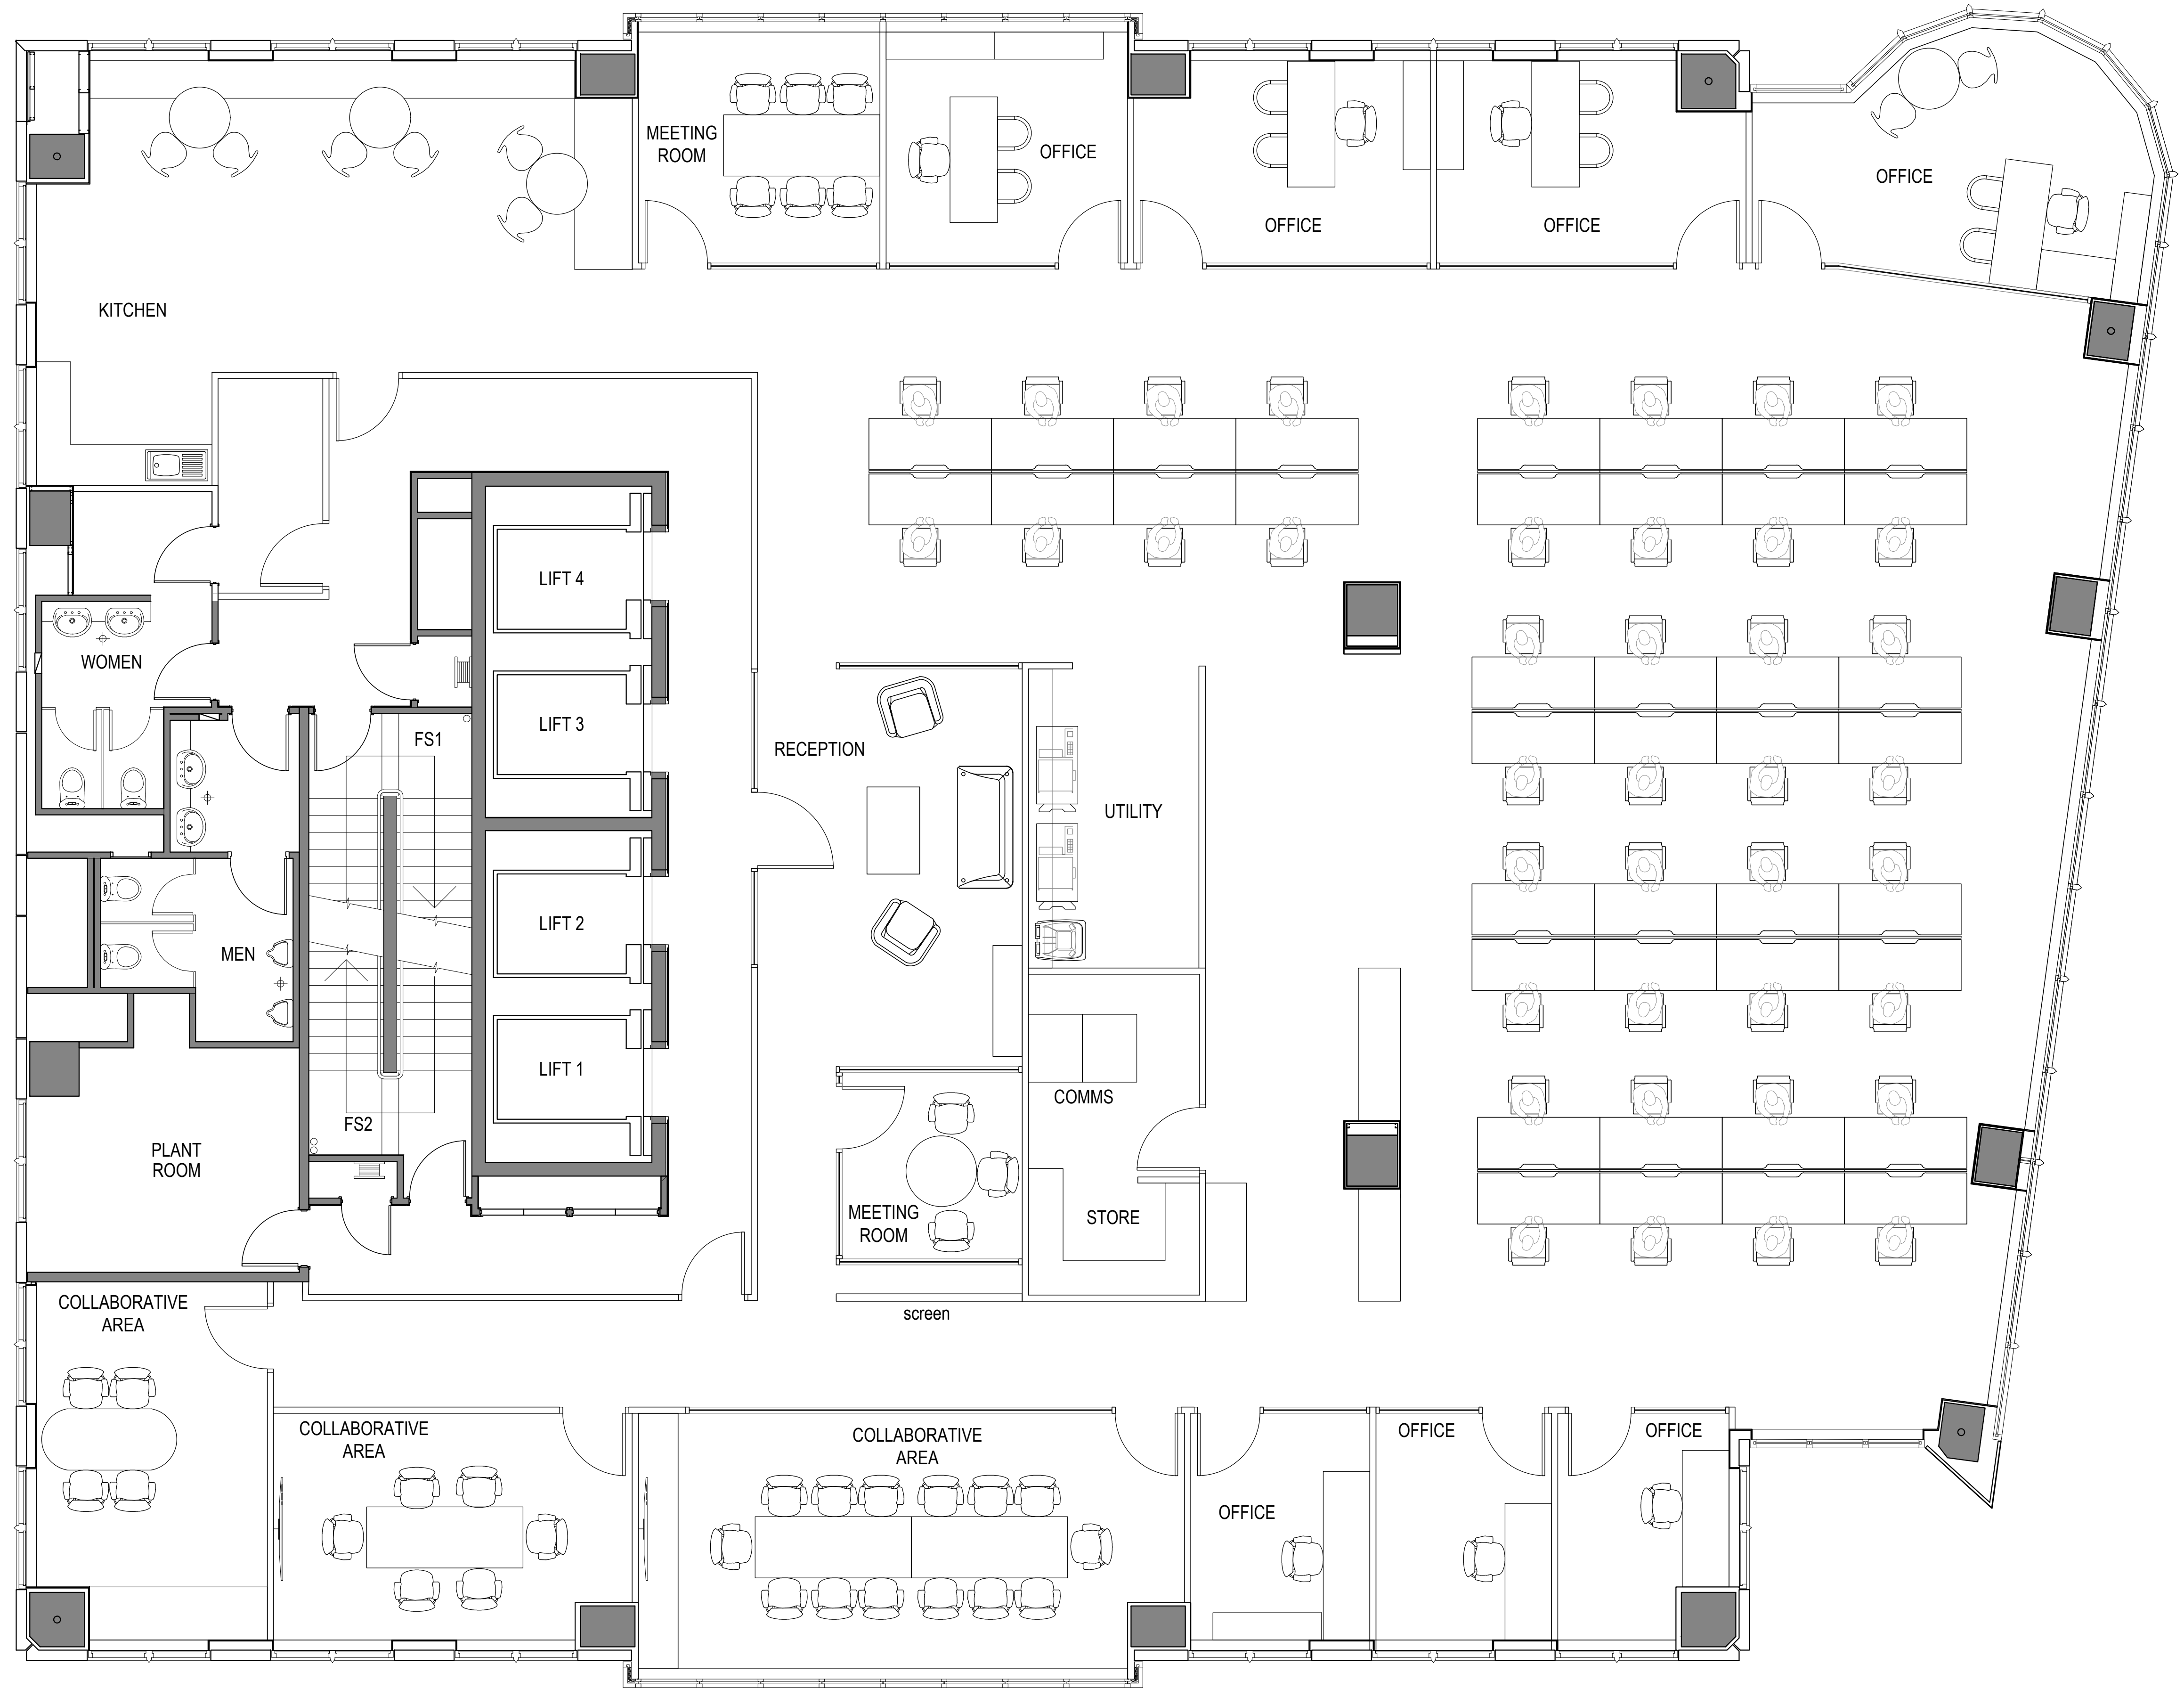 MEETING
ROOM
OFFICE
OFFICE
OFFICE
OFFICE
KITCHEN
LIFT 4
WOMEN
LIFT 3
FS1
RECEPTION
UTILITY
LIFT 2
MEN
LIFT 1
COMMS
FS2
PLANT
ROOM
MEETING
ROOM
STORE
COLLABORATIVE
AREA
screen
COLLABORATIVE
AREA
COLLABORATIVE
AREA
OFFICE
OFFICE
OFFICE